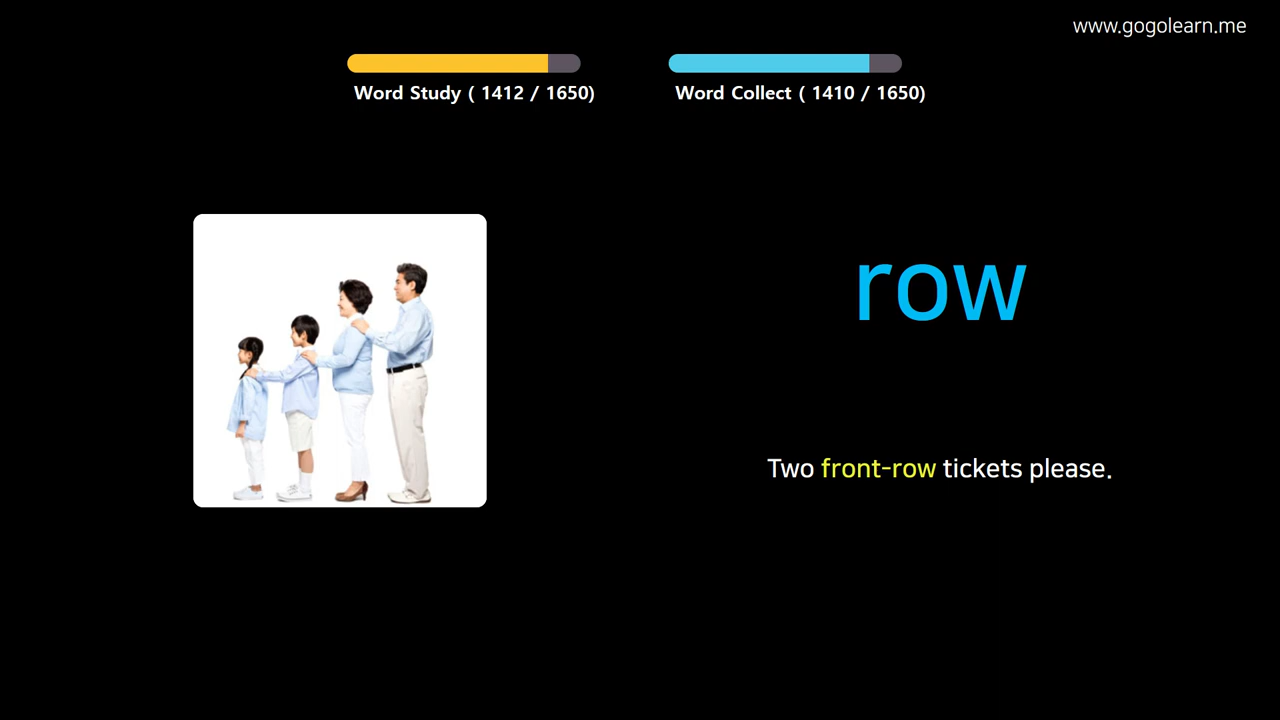 www.gogolearn.me
Word Study ( 1412 / 1650)
Word Collect ( 1410 / 1650)
row
Two front-row tickets please.